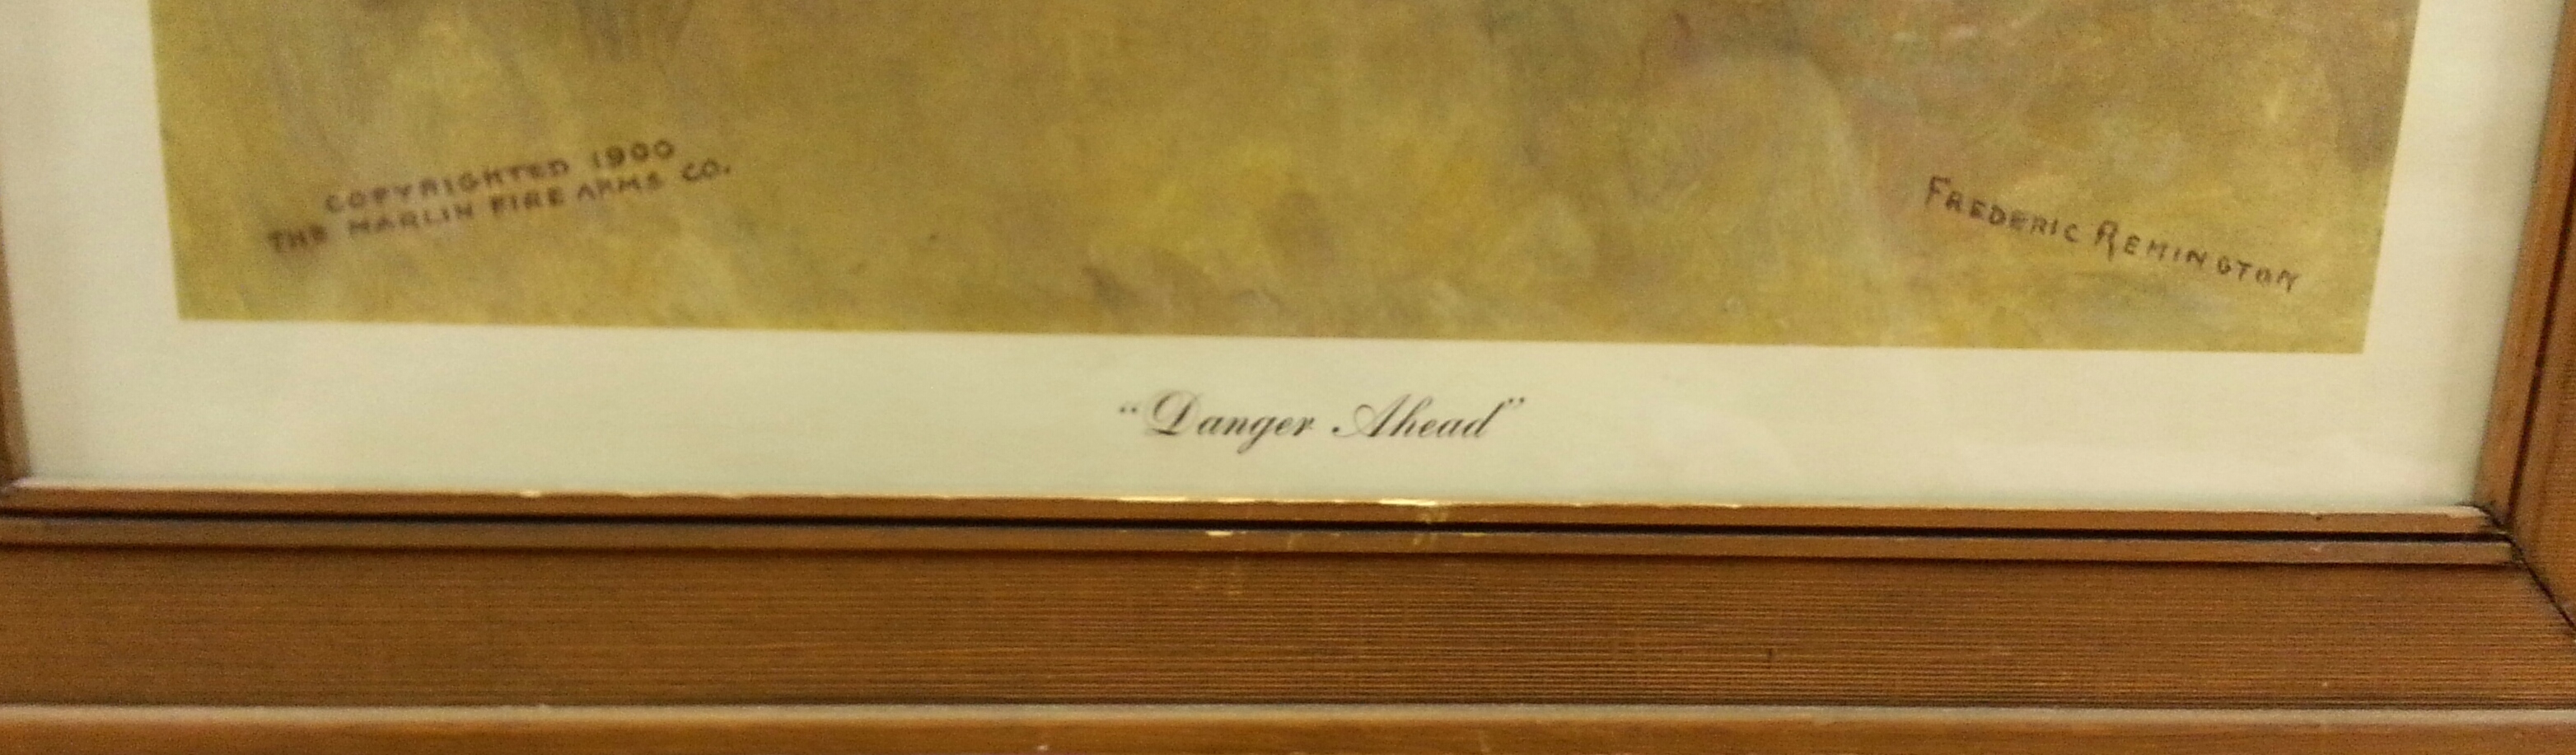 COPYRIGHTED 1900
THE MARLIN FIRE ARMS CO.
FREDERIC REMINGTON
“Danger Ahead”